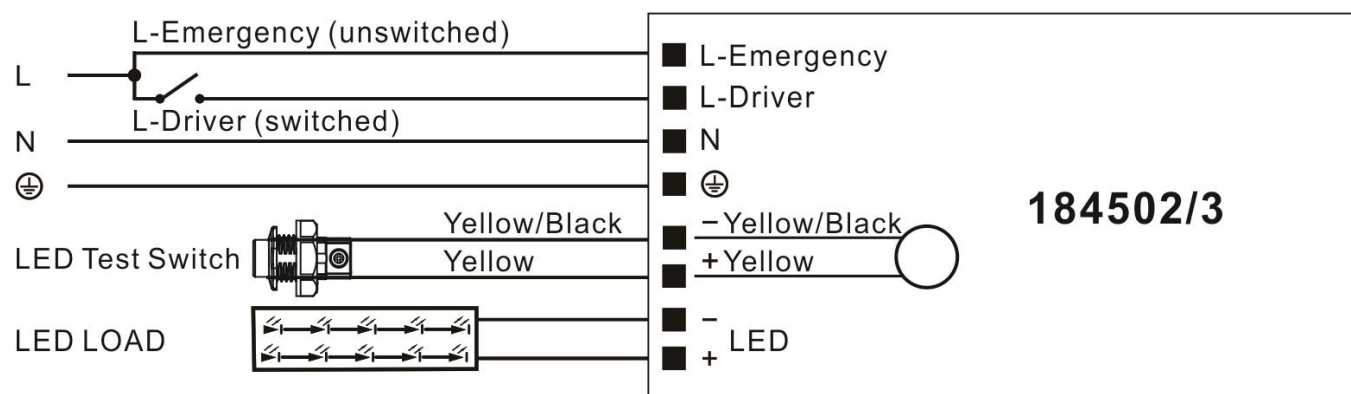 L-Emergency (unswitched)
L
L-Driver (switched)
N
LED Test Switch
Yellow/Black
Yellow
LED LOAD
L-Emergency
L-Driver
N
− Yellow/Black
+ Yellow
−
+
LED
184502/3